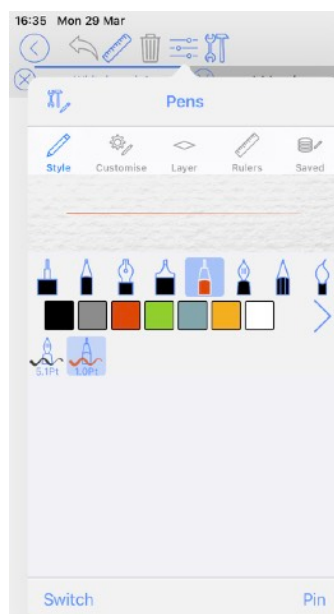 16:35 Mon 29 Mar
Pens
Style Customise Layer Rulers Saved
5.1Pt 1.0Pt
Switch Pin